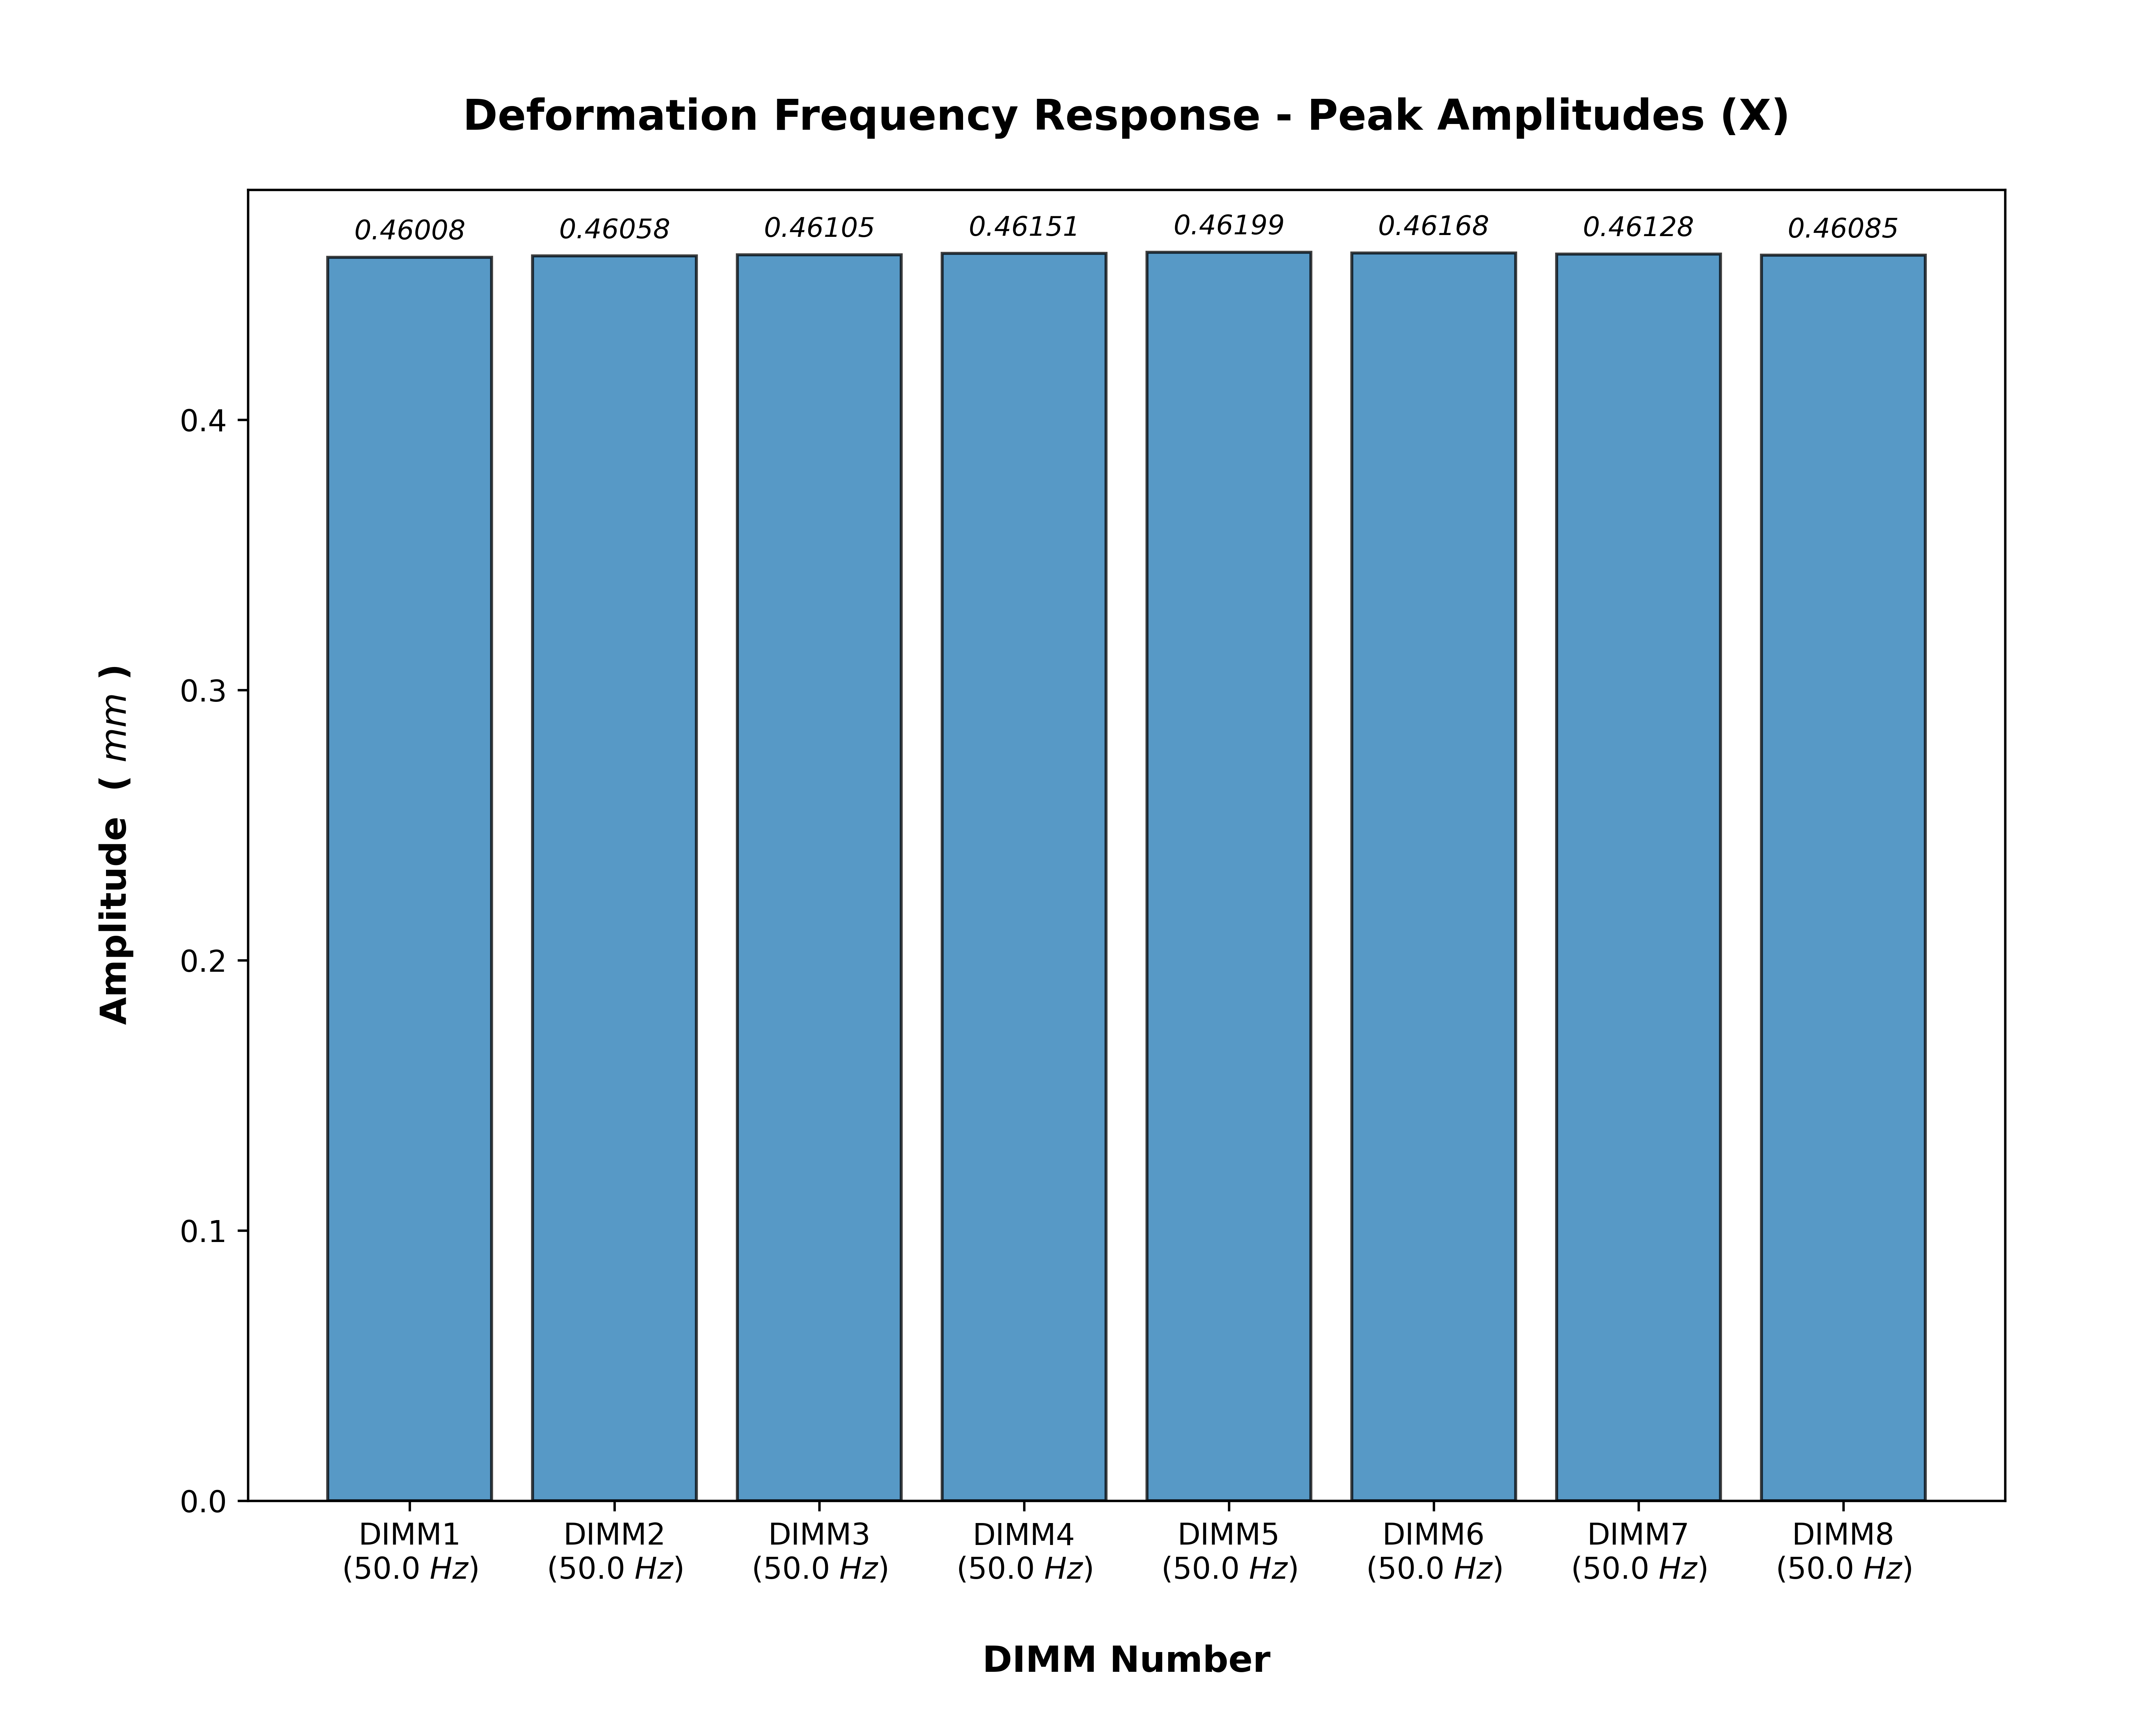 Deformation Frequency Response - Peak Amplitudes (X)
0.46008 0.46058 0.46105 0.46151 0.46199 0.46168 0.46128 0.46085
Amplitude ( mm )
0.4
0.3
0.2
0.1
0.0
DIMM1 DIMM2 DIMM3 DIMM4 DIMM5 DIMM6 DIMM7 DIMM8
(50.0 Hz) (50.0 Hz) (50.0 Hz) (50.0 Hz) (50.0 Hz) (50.0 Hz) (50.0 Hz) (50.0 Hz)
DIMM Number